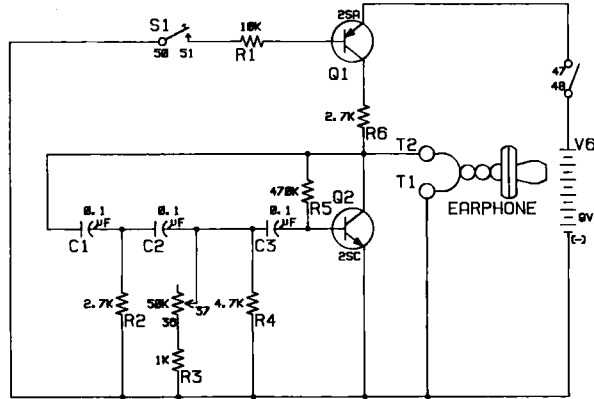 2SA
S1
10K
50 51
R1
Q1
47
48
2.7K
R6
T2
V6
470K
Q2
T1
R5
0.1
µF
0.1
µF
0.1
µF
EARPHONE
9V
(-)
C1
C2
C3
2SC
2.7K
50K
37
4.7K
R2
36
R4
1K
R3